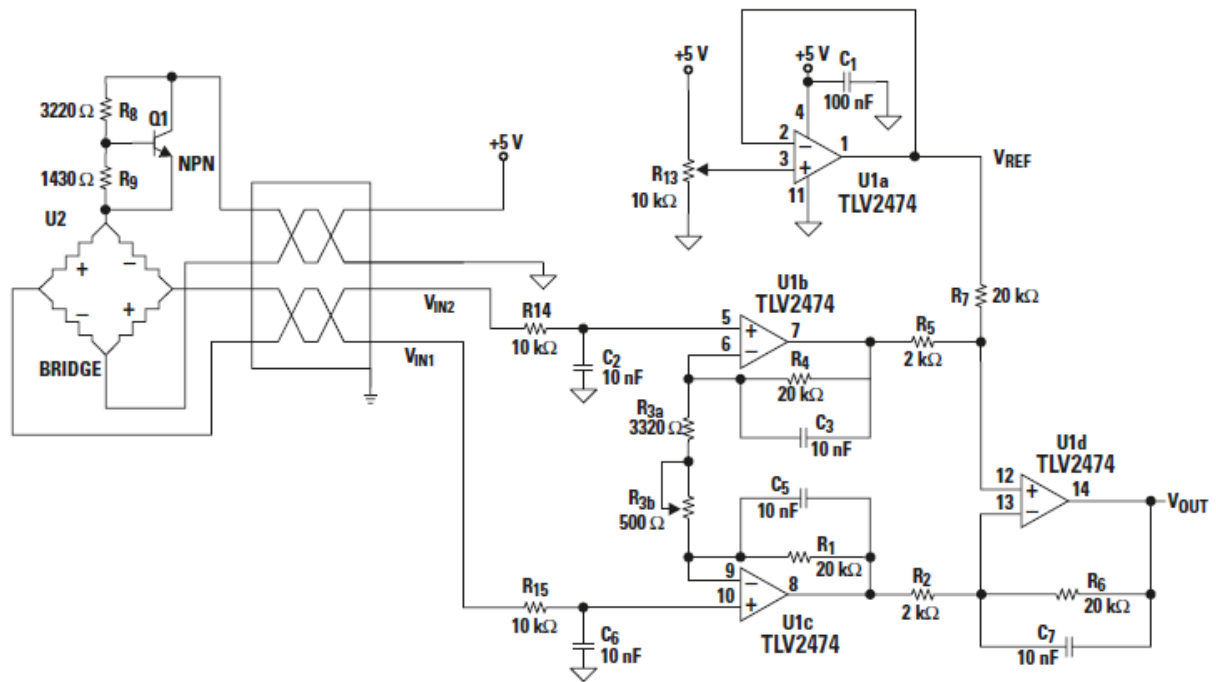 +5 V
+5 V
C1
100 nF
4
2
−
3
+
1
11
U1a
TLV2474
R13
10 kΩ
VREF
3220 Ω
R8
Q1
NPN
1430 Ω
R9
U2
+
−
−
+
BRIDGE
+5 V
VIN2
VIN1
R14
10 kΩ
C2
10 nF
U1b
TLV2474
5
+
6
−
7
R4
20 kΩ
C3
10 nF
R5
2 kΩ
R7
20 kΩ
R3a
3320 Ω
R3b
500 Ω
C5
10 nF
R1
20 kΩ
9
−
10
+
8
U1c
TLV2474
R15
10 kΩ
C6
10 nF
R2
2 kΩ
U1d
TLV2474
12
+
13
−
14
VOUT
R6
20 kΩ
C7
10 nF